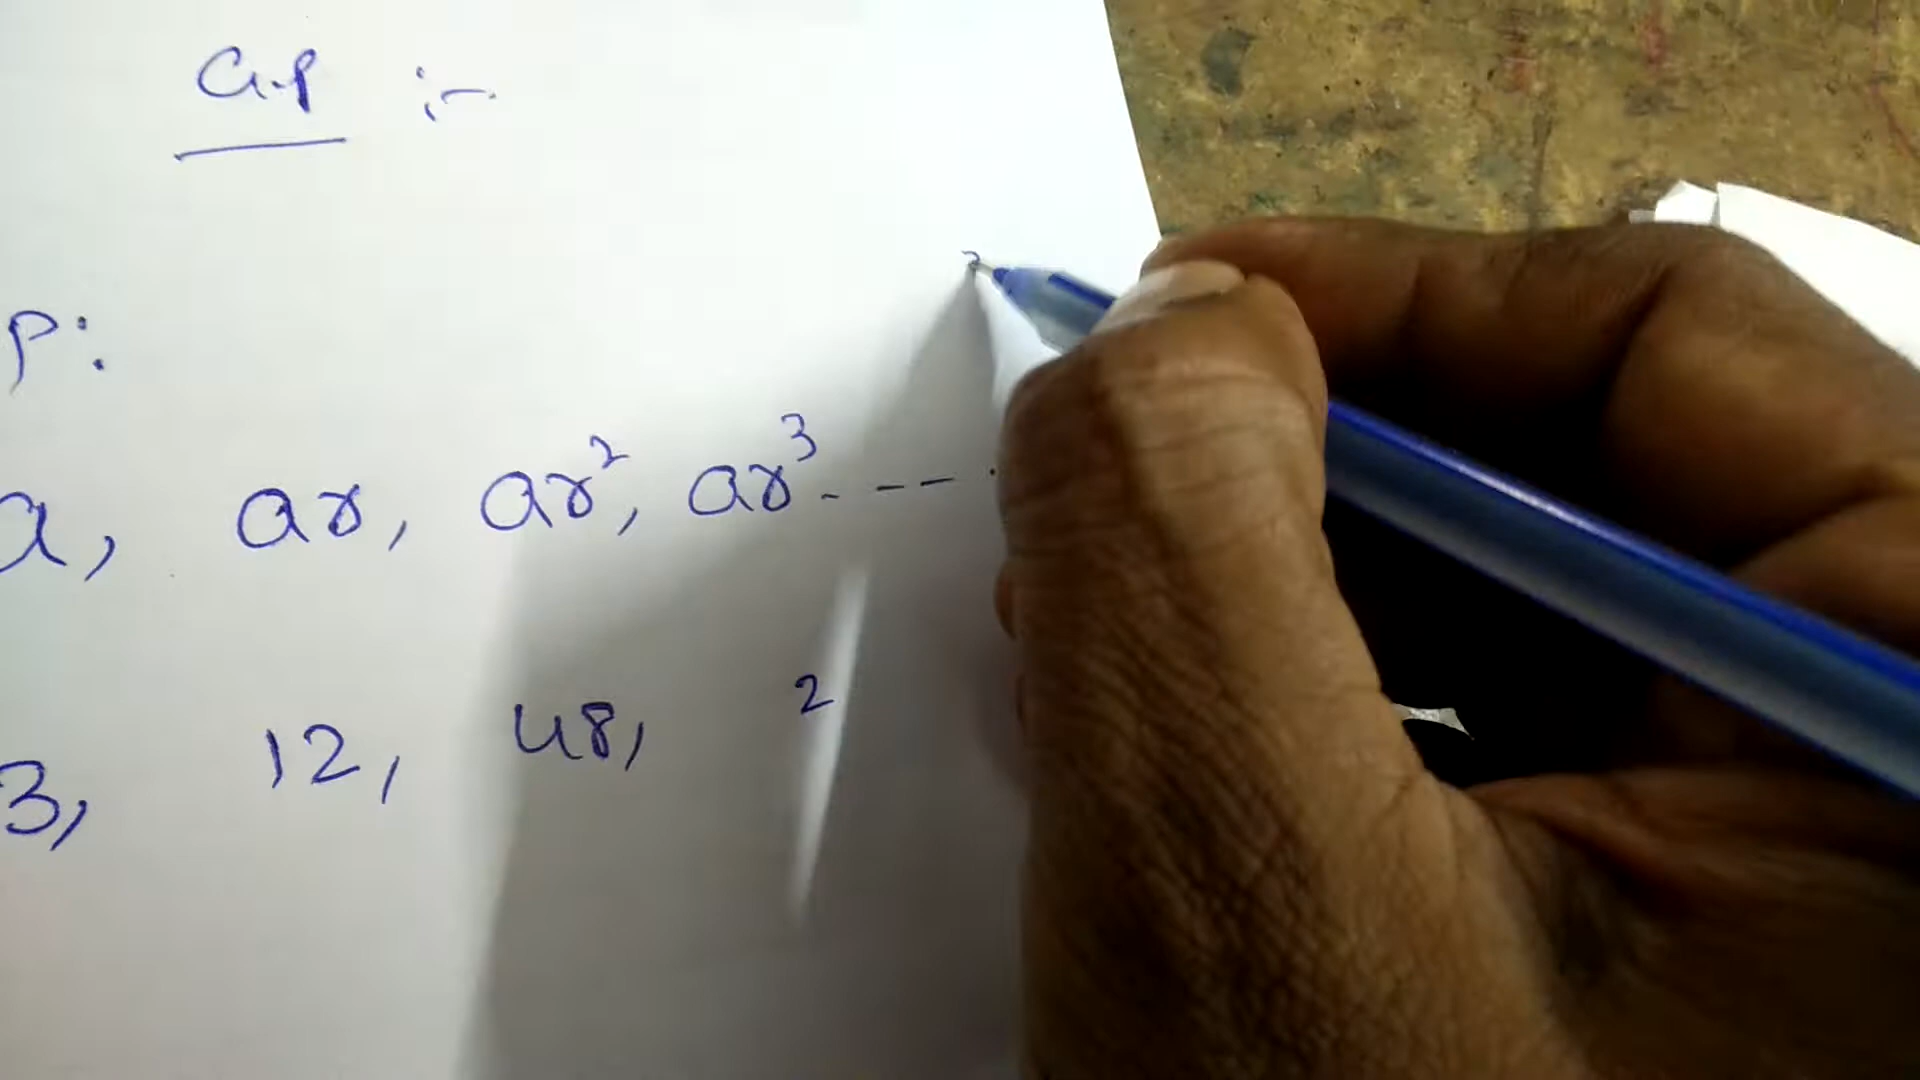 G.P :-
P:
a, ar, ar², ar³ - - - -
3, 12, 48, 2